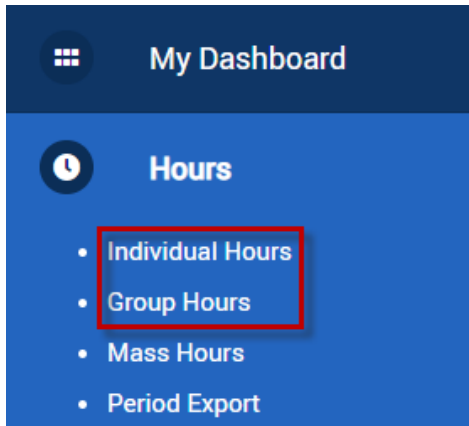 My Dashboard
Hours
Individual Hours
Group Hours
Mass Hours
Period Export